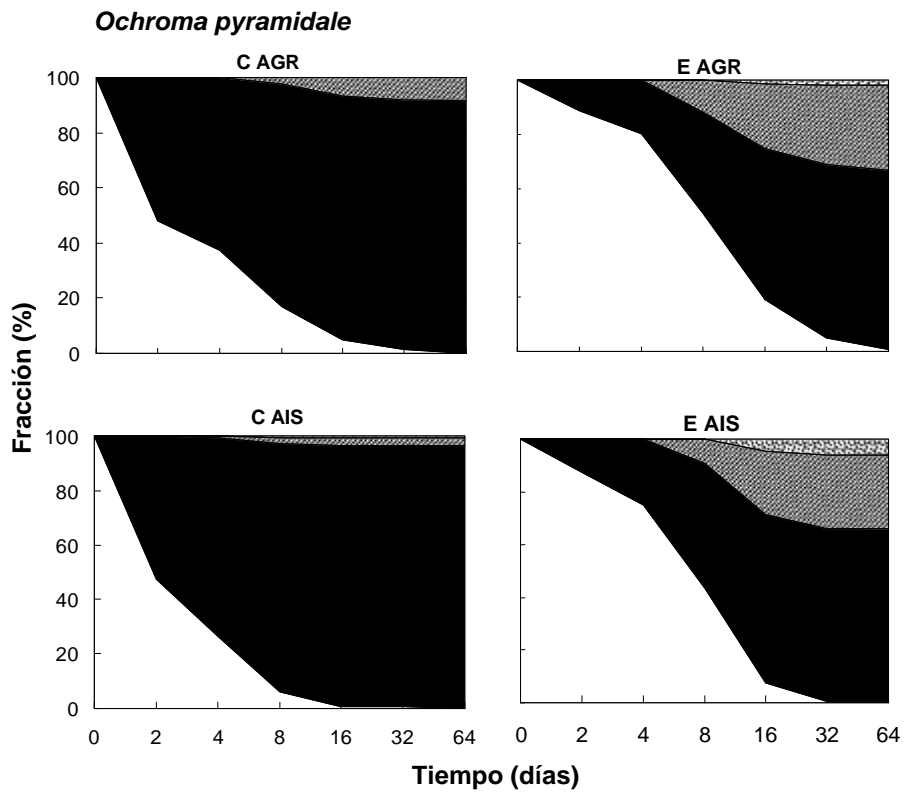 Ochroma pyramidale
C AGR
E AGR
100
80
60
40
20
0
Fracción (%)
C AIS
E AIS
100
80
60
40
20
0
0 2 4 8 16 32 64
0 2 4 8 16 32 64
Tiempo (días)